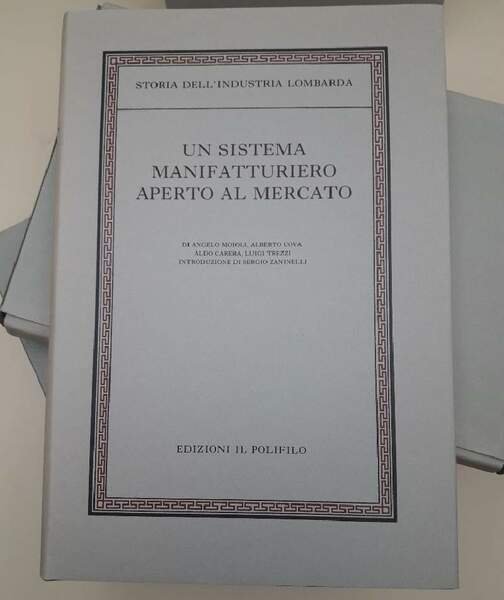 STORIA DELL'INDUSTRIA LOMBARDA
UN SISTEMA
MANIFATTURIERO
APERTO AL MERCATO
DI ANGELO MOIOLI, ALBERTO COVA
ALDO CARERA, LUIGI TREZZI
INTRODUZIONE DI SERGIO ZANINELLI
EDIZIONI IL POLIFILO